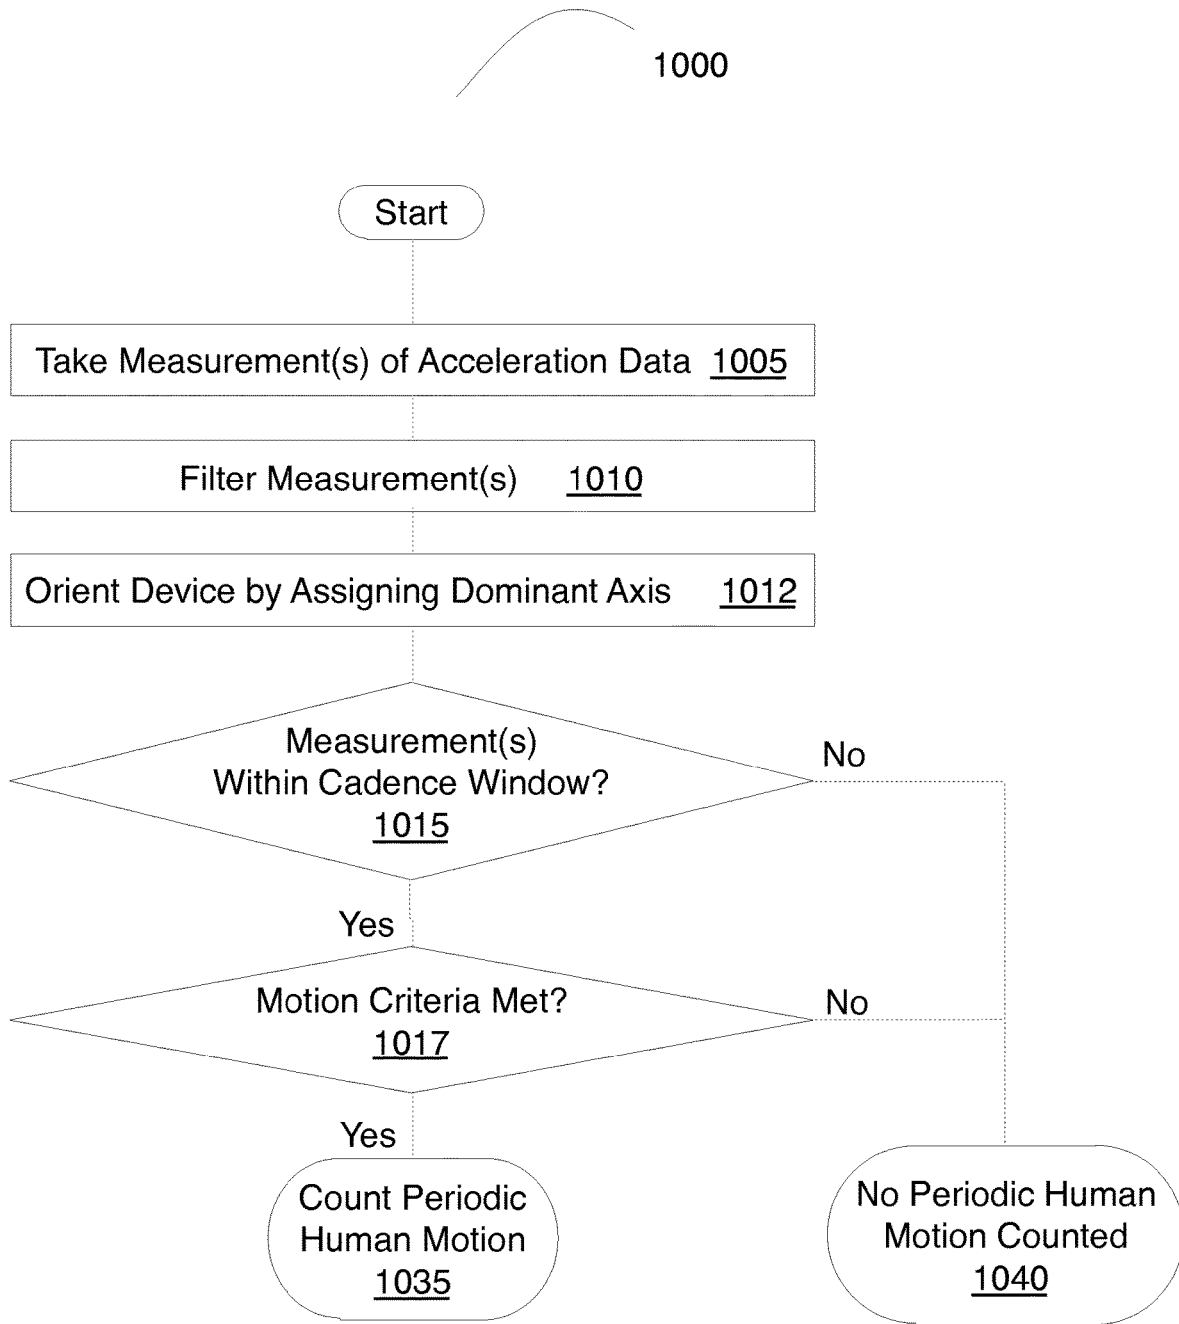 1000
Start
Take Measurement(s) of Acceleration Data 1005
Filter Measurement(s) 1010
Orient Device by Assigning Dominant Axis 1012
Measurement(s)
Within Cadence Window?
1015
No
Yes
Motion Criteria Met?
1017
No
Yes
Count Periodic
Human Motion
1035
No Periodic Human
Motion Counted
1040